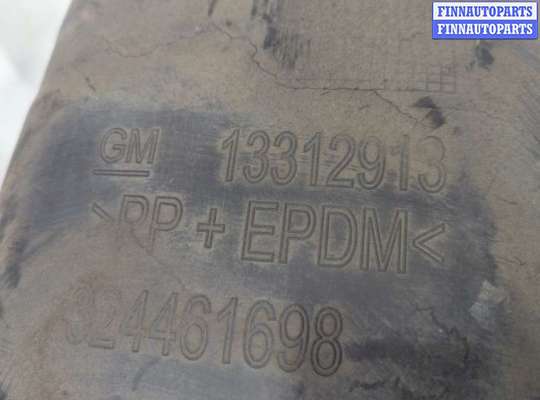 FINNAUTOPARTS
FINNAUTOPARTS
GM 13312913
>PP + EPDM<
324461698